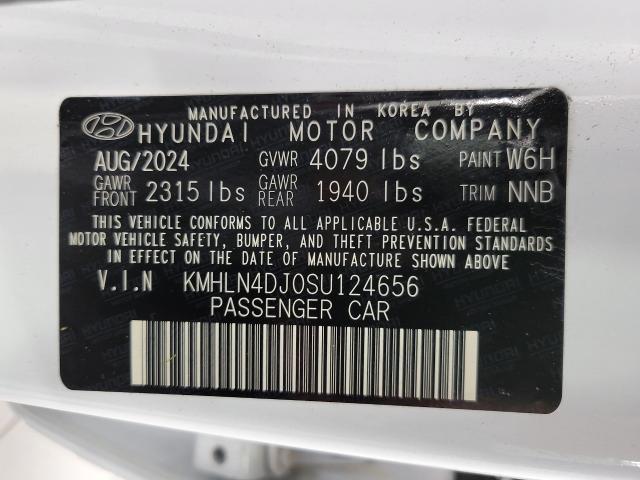 MANUFACTURED IN KOREA BY
HYUNDAI MOTOR COMPANY
AUG/2024 GVWR 4079 lbs PAINT W6H
GAWR FRONT 2315 lbs GAWR REAR 1940 lbs TRIM NNB
THIS VEHICLE CONFORMS TO ALL APPLICABLE U.S.A. FEDERAL
MOTOR VEHICLE SAFETY, BUMPER, AND THEFT PREVENTION STANDARDS
IN EFFECT ON THE DATE OF MANUFACTURE SHOWN ABOVE
V.I.N KMHLN4DJ0SU124656
PASSENGER CAR